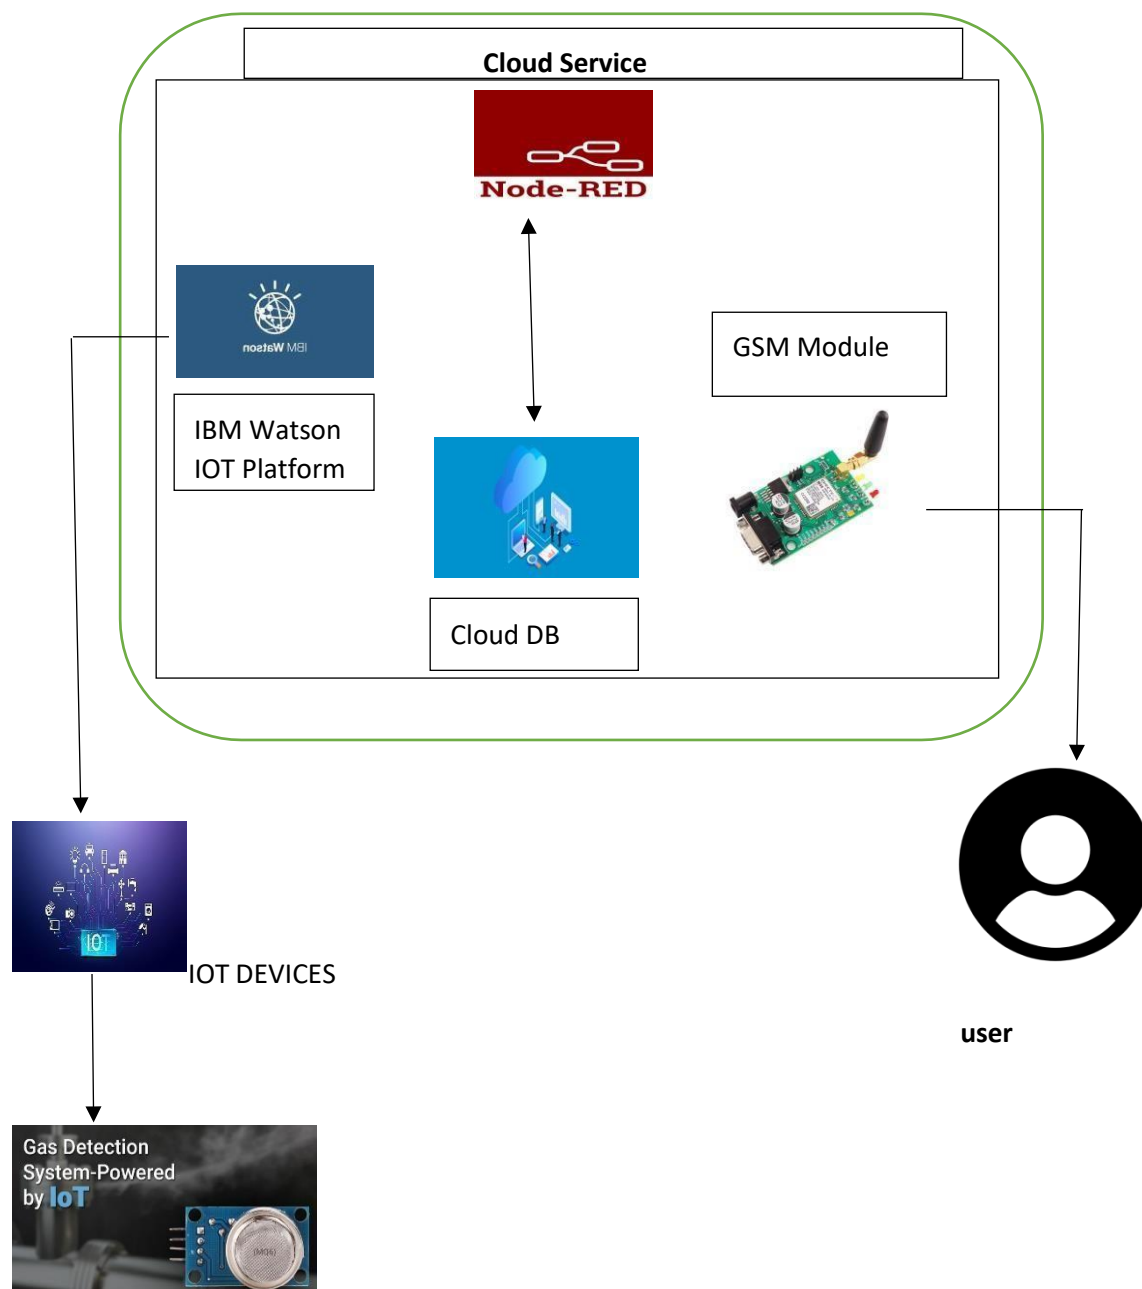 Cloud Service
Node-RED
IBM Watson
GSM Module
IBM Watson
IOT Platform
Cloud DB
IOT
IOT DEVICES
user
Gas Detection
System-Powered
by IoT
(MQ6)